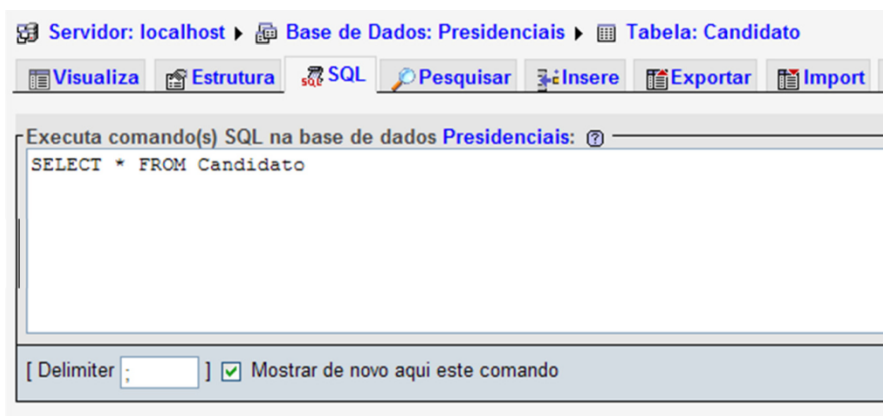 Servidor: localhost Base de Dados: Presidenciais Tabela: Candidato
Visualiza Estrutura SQL Pesquisar Insere Exportar Import
Executa comando(s) SQL na base de dados Presidenciais:
SELECT * FROM Candidato
[ Delimiter ; ] Mostrar de novo aqui este comando